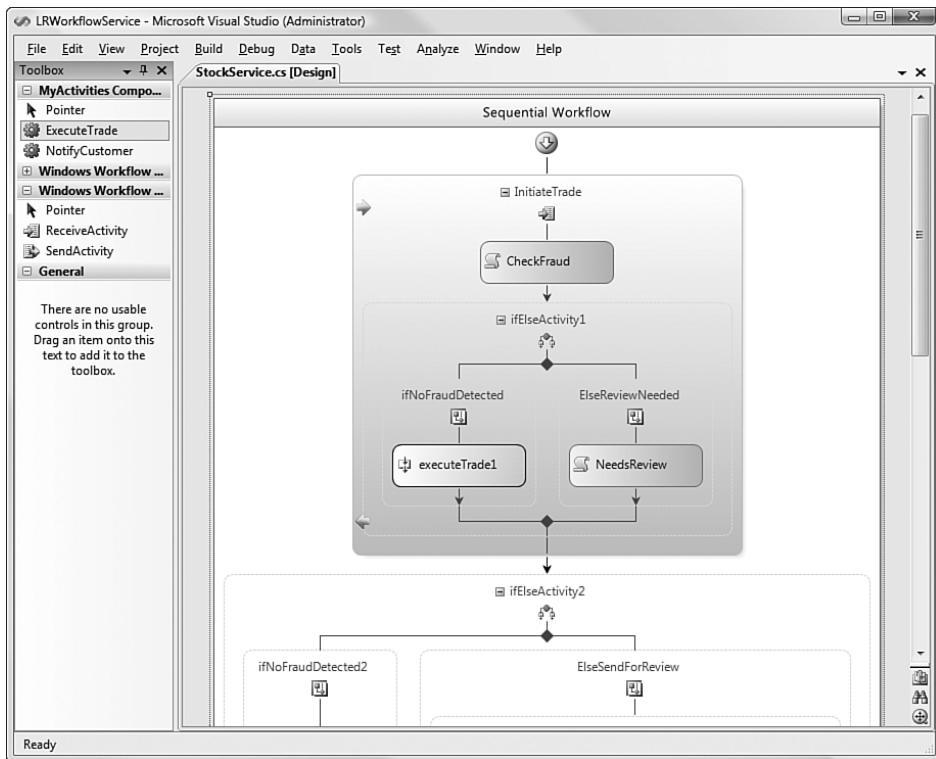 LRWorkflowService - Microsoft Visual Studio (Administrator)
File Edit View Project Build Debug Data Tools Test Analyze Window Help
Toolbox
StockService.cs [Design]
MyActivities Compo...
Pointer
ExecuteTrade
NotifyCustomer
Windows Workflow ...
Windows Workflow ...
Pointer
ReceiveActivity
SendActivity
General
There are no usable
controls in this group.
Drag an item onto this
text to add it to the
toolbox.
Sequential Workflow
InitiateTrade
CheckFraud
ifElseActivity1
ifNoFraudDetected
ElseReviewNeeded
executeTrade1
NeedsReview
ifElseActivity2
ifNoFraudDetected2
ElseSendForReview
Ready